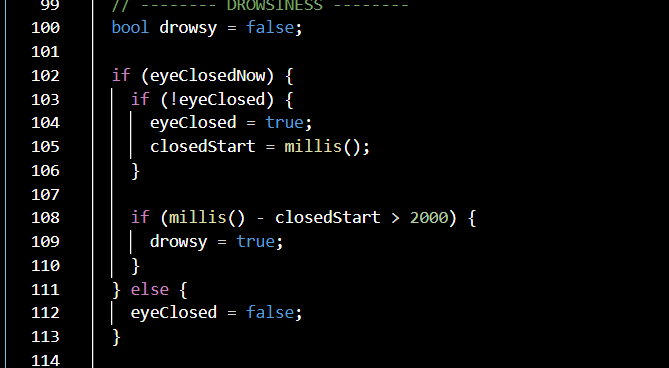 99 // -------- DROWSINESS --------
100 bool drowsy = false;
101
102 if (eyeClosedNow) {
103 if (!eyeClosed) {
104 eyeClosed = true;
105 closedStart = millis();
106 }
107
108 if (millis() - closedStart > 2000) {
109 drowsy = true;
110 }
111 } else {
112 eyeClosed = false;
113 }
114